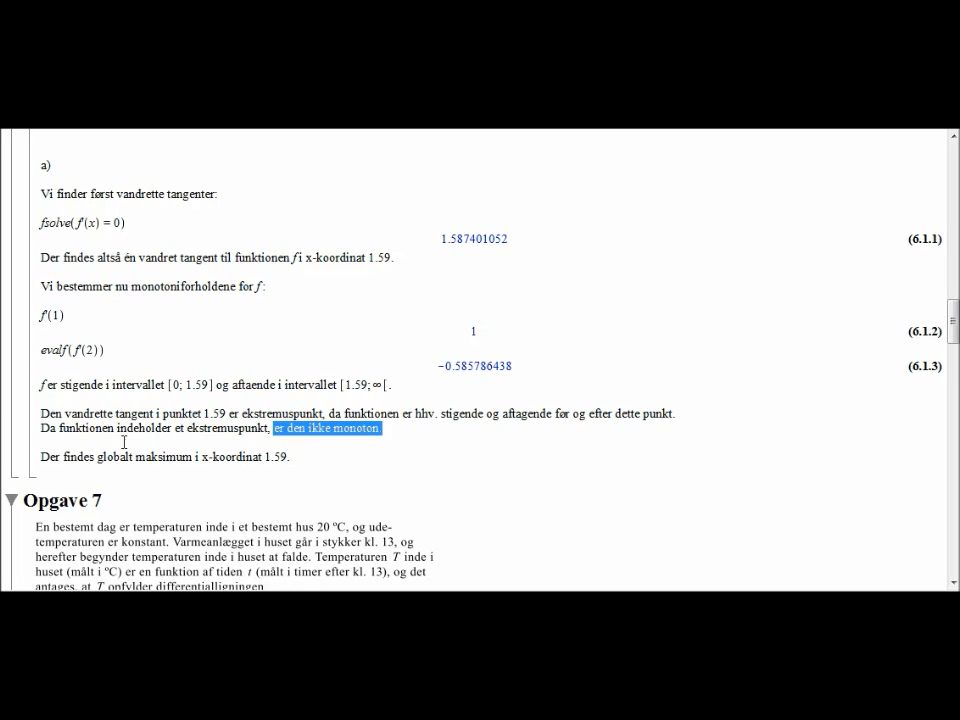 a)
Vi finder først vandrette tangenter:
fsolve(f'(x) = 0)
1.587401052 (6.1.1)
Der findes altså én vandret tangent til funktionen f i x-koordinat 1.59.
Vi bestemmer nu monotoniforholdene for f:
f'(1)
1 (6.1.2)
evalf(f'(2))
−0.585786438 (6.1.3)
f er stigende i intervallet [0; 1.59] og aftaende i intervallet [1.59; ∞[.
Den vandrette tangent i punktet 1.59 er ekstremuspunkt, da funktionen er hhv. stigende og aftagende før og efter dette punkt.
Da funktionen indeholder et ekstremuspunkt, er den ikke monoton.
Der findes globalt maksimum i x-koordinat 1.59.
Opgave 7
En bestemt dag er temperaturen inde i et bestemt hus 20 ºC, og ude-
temperaturen er konstant. Varmeanlægget i huset går i stykker kl. 13, og
herefter begynder temperaturen inde i huset at falde. Temperaturen T inde i
huset (målt i ºC) er en funktion af tiden t (målt i timer efter kl. 13), og det
antages, at T opfylder differentialligningen